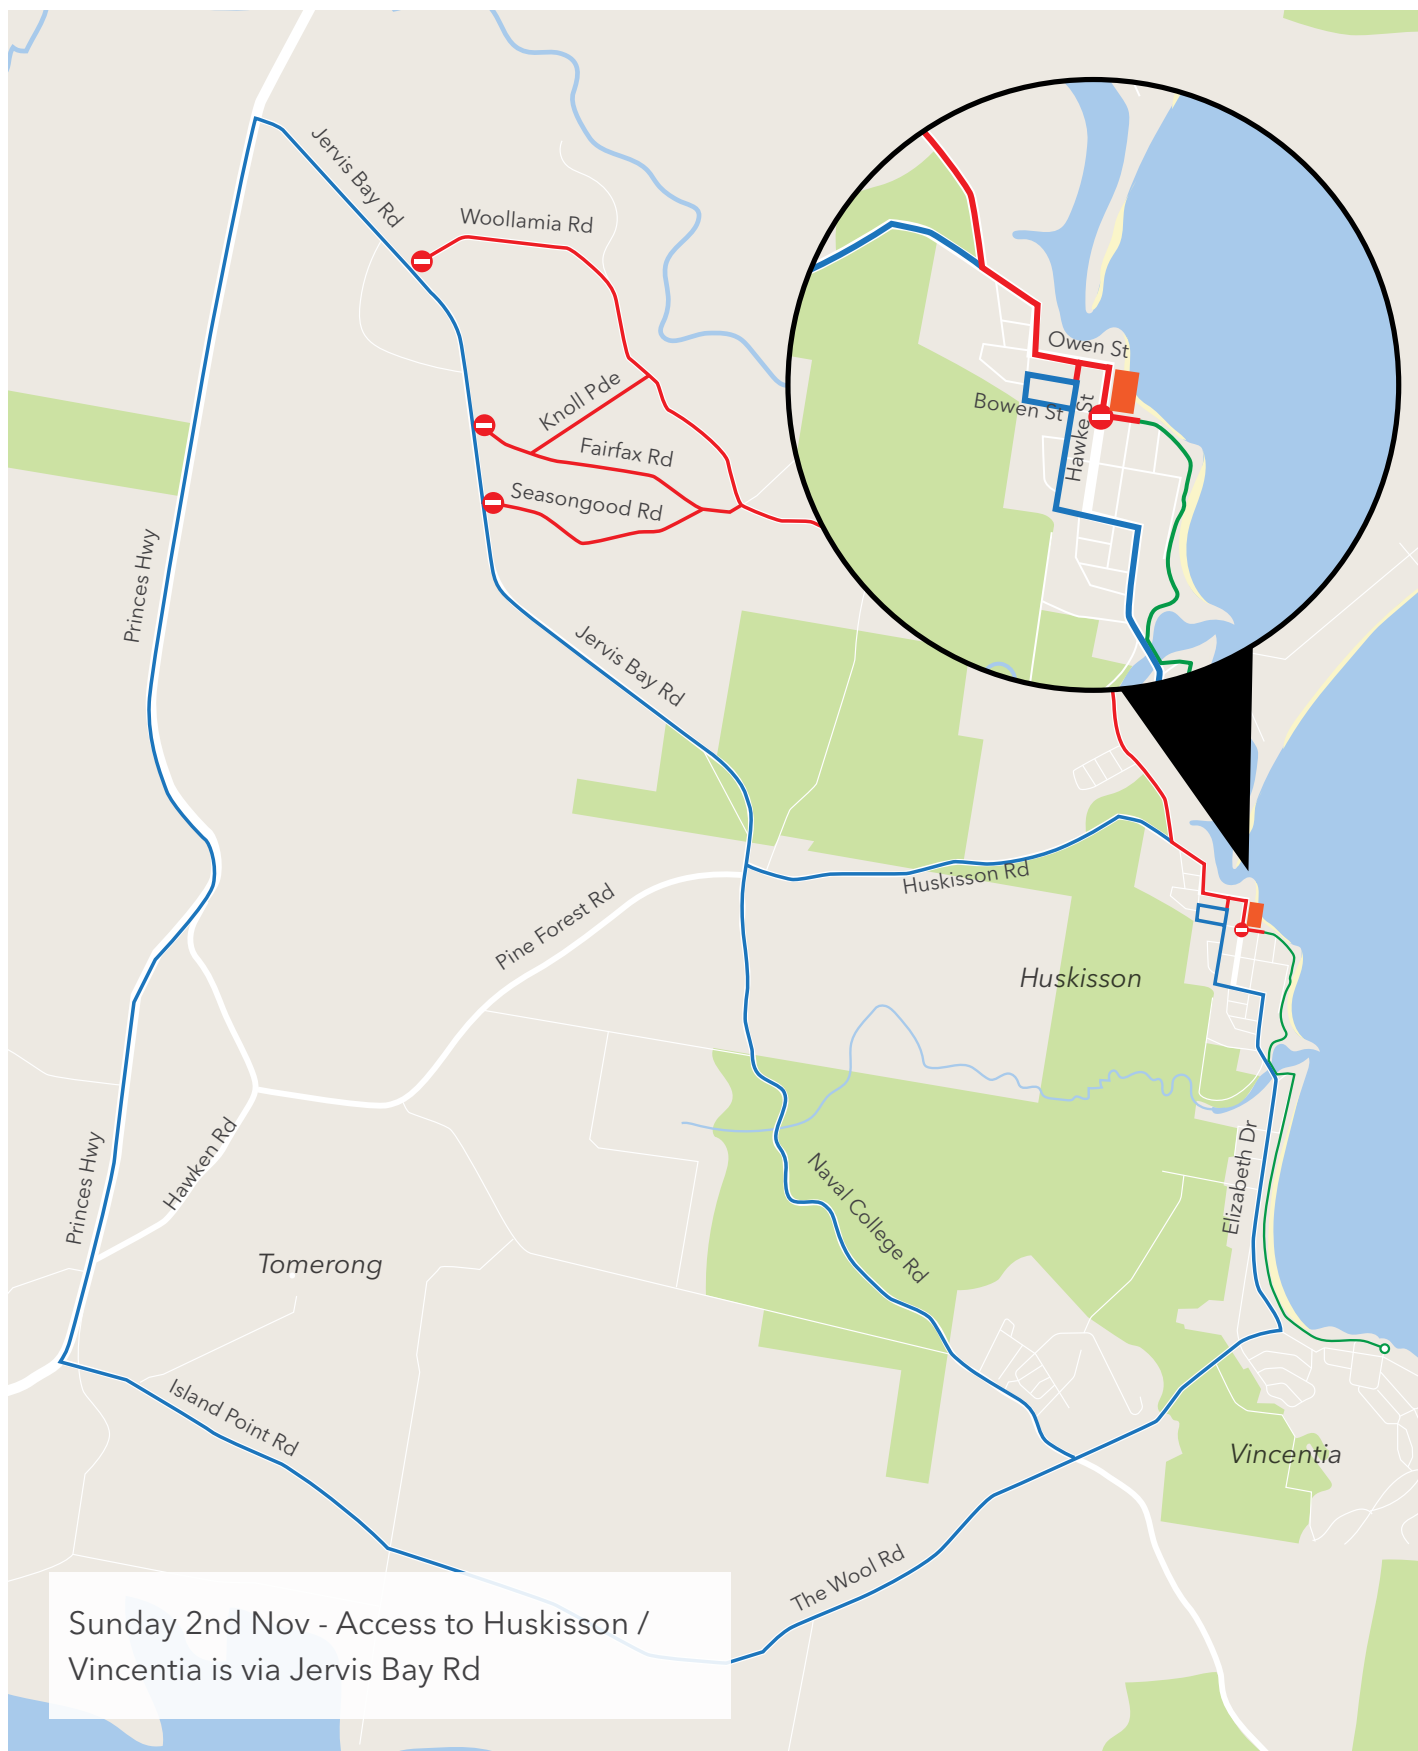 Jervis Bay Rd
Woollamia Rd
Owen St
Knoll Pde
Bowen St
Hawke St
Fairfax Rd
Seasongood Rd
Princes Hwy
Jervis Bay Rd
Huskisson Rd
Pine Forest Rd
Huskisson
Hawken Rd
Princes Hwy
Elizabeth Dr
Naval College Rd
Tomerong
Island Point Rd
Vincentia
The Wool Rd
Sunday 2nd Nov - Access to Huskisson /
Vincentia is via Jervis Bay Rd